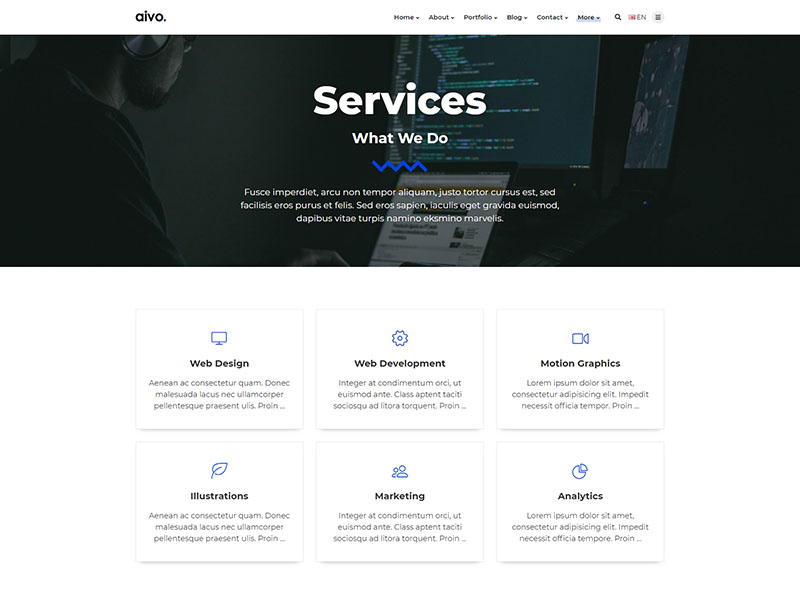 aivo.
Home About Portfolio Blog Contact More EN
Services
What We Do
Fusce imperdiet, arcu non tempor aliquam, justo tortor cursus est, sed
facilisis eros purus et felis. Sed eros sapien, iaculis eget gravida euismod,
dapibus vitae turpis namino eksmino marvelis.
Web Design
Aenean ac consectetur quam. Donec
malesuada lacus nec ullamcorper
pellentesque praesent ulis. Proin ...
Web Development
Integer at condimentum orci, ut
euismod ante. Class aptent taciti
sociosqu ad litora torquent. Proin ...
Motion Graphics
Lorem ipsum dolor sit amet,
consectetur adipisicing elit. Impedit
necessit officia tempor. Proin ...
Illustrations
Aenean ac consectetur quam. Donec
malesuada lacus nec ullamcorper
pellentesque praesent ulis. Proin ...
Marketing
Integer at condimentum orci, ut
euismod ante. Class aptent taciti
sociosqu ad litora torquent. Proin ...
Analytics
Lorem ipsum dolor sit amet,
consectetur adipisicing elit. Impedit
necessit officia tempore. Proin ...